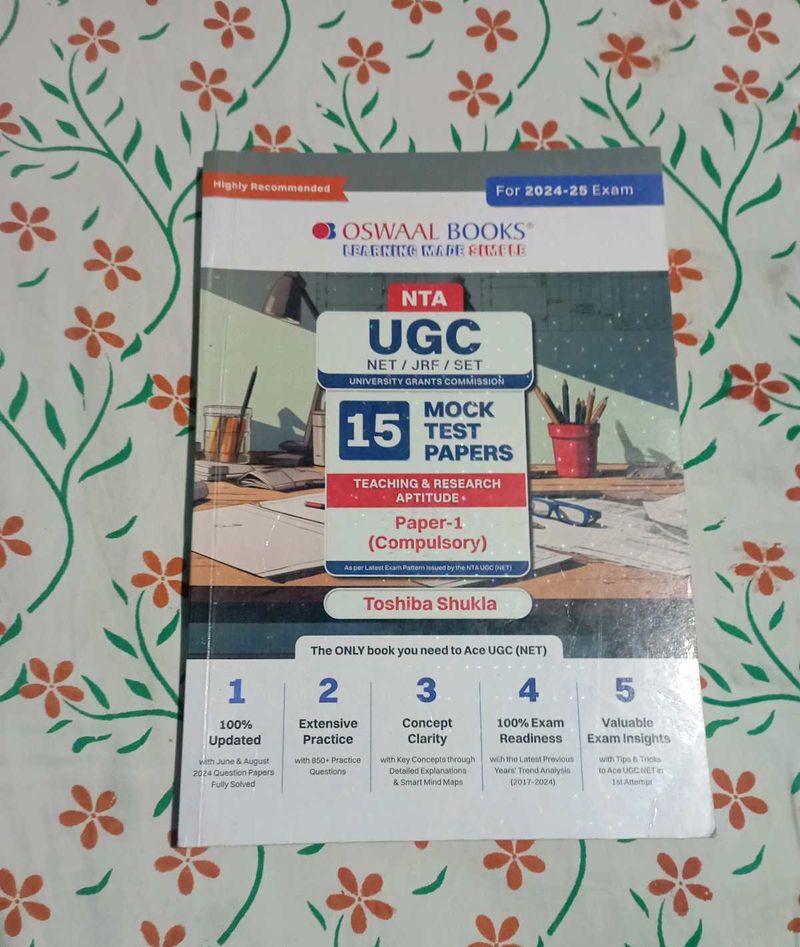 Highly Recommended
For 2024-25 Exam
OSWAAL BOOKS®
LEARNING MADE SIMPLE
NTA
UGC
NET / JRF / SET
UNIVERSITY GRANTS COMMISSION
15
MOCK
TEST
PAPERS
TEACHING & RESEARCH
APTITUDE
Paper-1
(Compulsory)
As per Latest Exam Pattern Issued by the NTA UGC (NET)
Toshiba Shukla
The ONLY book you need to Ace UGC (NET)
1
100%
Updated
with June & August
2024 Question Papers
Fully Solved
2
Extensive
Practice
with 850+ Practice
Questions
3
Concept
Clarity
with Key Concepts through
Detailed Explanations
& Smart Mind Maps
4
100% Exam
Readiness
with the Latest Previous
Years' Trend Analysis
(2017-2024)
5
Valuable
Exam Insights
with Tips & Tricks
to Ace UGC NET in
1st Attempt